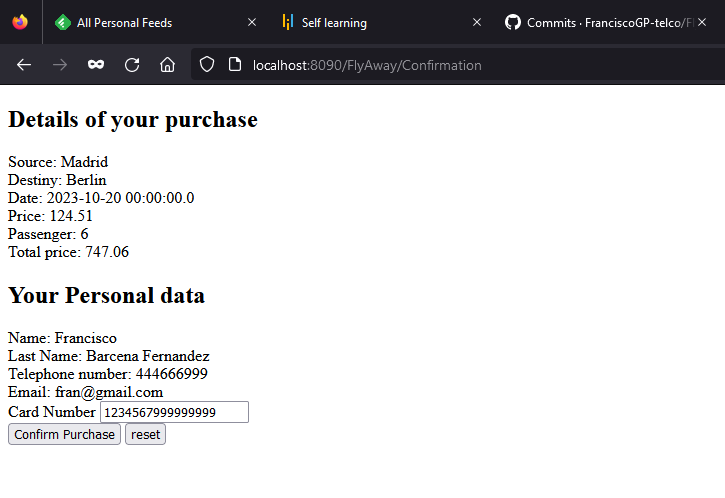 All Personal Feeds
Self learning
Commits · FranciscoGP-telco/Fl
localhost:8090/FlyAway/Confirmation
Details of your purchase
Source: Madrid
Destiny: Berlin
Date: 2023-10-20 00:00:00.0
Price: 124.51
Passenger: 6
Total price: 747.06
Your Personal data
Name: Francisco
Last Name: Barcena Fernandez
Telephone number: 444666999
Email: fran@gmail.com
Card Number 1234567999999999
Confirm Purchase reset